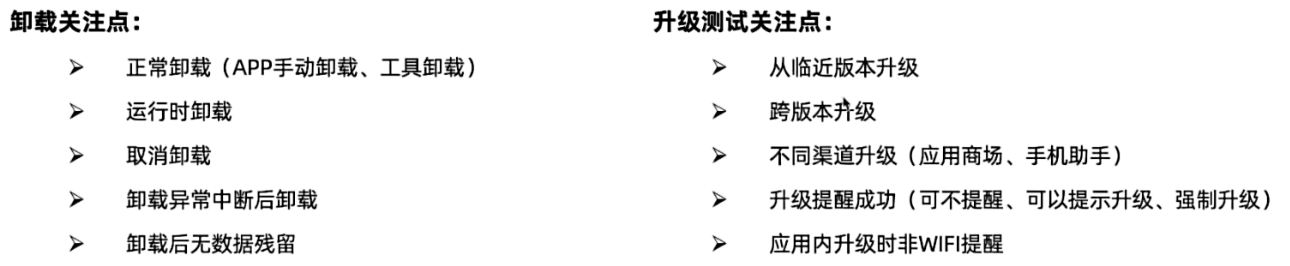 卸载关注点：
➢ 正常卸载（APP手动卸载、工具卸载）
➢ 运行时卸载
➢ 取消卸载
➢ 卸载异常中断后卸载
➢ 卸载后无数据残留
升级测试关注点：
➢ 从临近版本升级
➢ 跨版本升级
➢ 不同渠道升级（应用商场、手机助手）
➢ 升级提醒成功（可不提醒、可以提示升级、强制升级）
➢ 应用内升级时非WIFI提醒